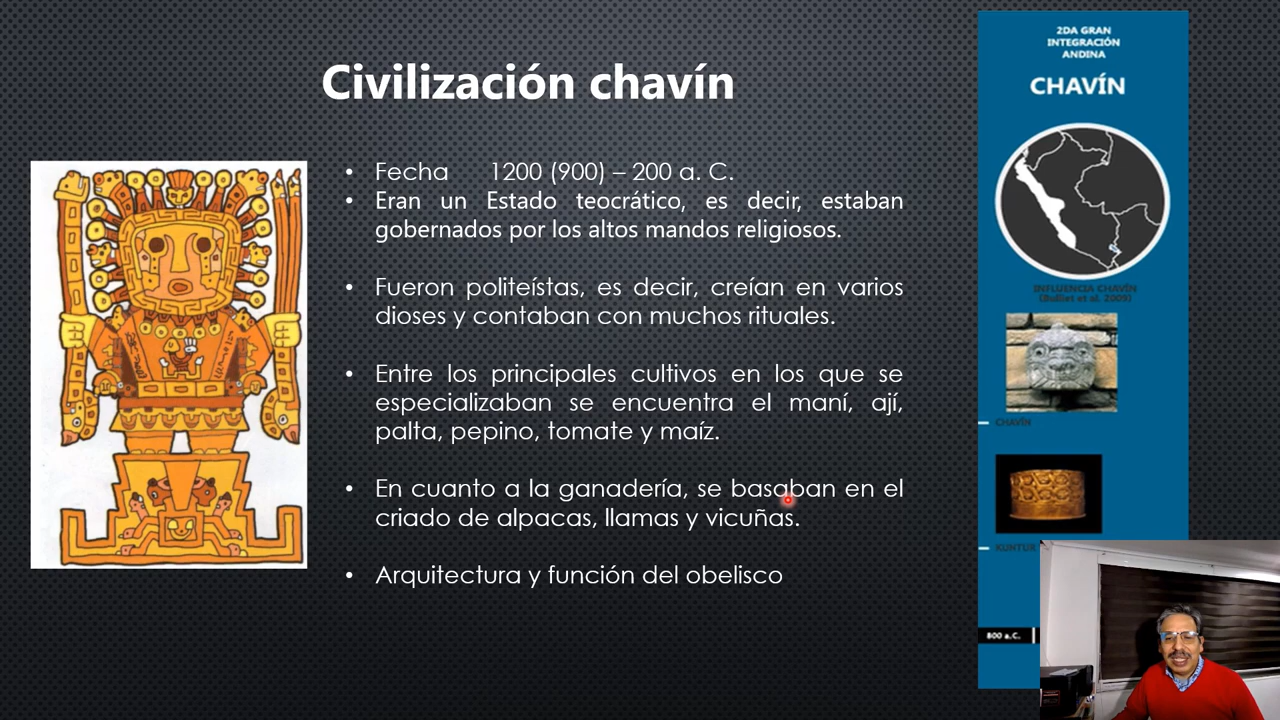 Civilización chavín
• Fecha 1200 (900) – 200 a. C.
• Eran un Estado teocrático, es decir, estaban
gobernados por los altos mandos religiosos.
• Fueron politeístas, es decir, creían en varios
dioses y contaban con muchos rituales.
• Entre los principales cultivos en los que se
especializaban se encuentra el maní, ají,
palta, pepino, tomate y maíz.
• En cuanto a la ganadería, se basaban en el
criado de alpacas, llamas y vicuñas.
• Arquitectura y función del obelisco
2DA GRAN
INTEGRACIÓN
ANDINA
CHAVÍN
INFLUENCIA CHAVÍN
(Bulliet et al. 2009)
CHAVÍN
KUNTUR
800 a.C.